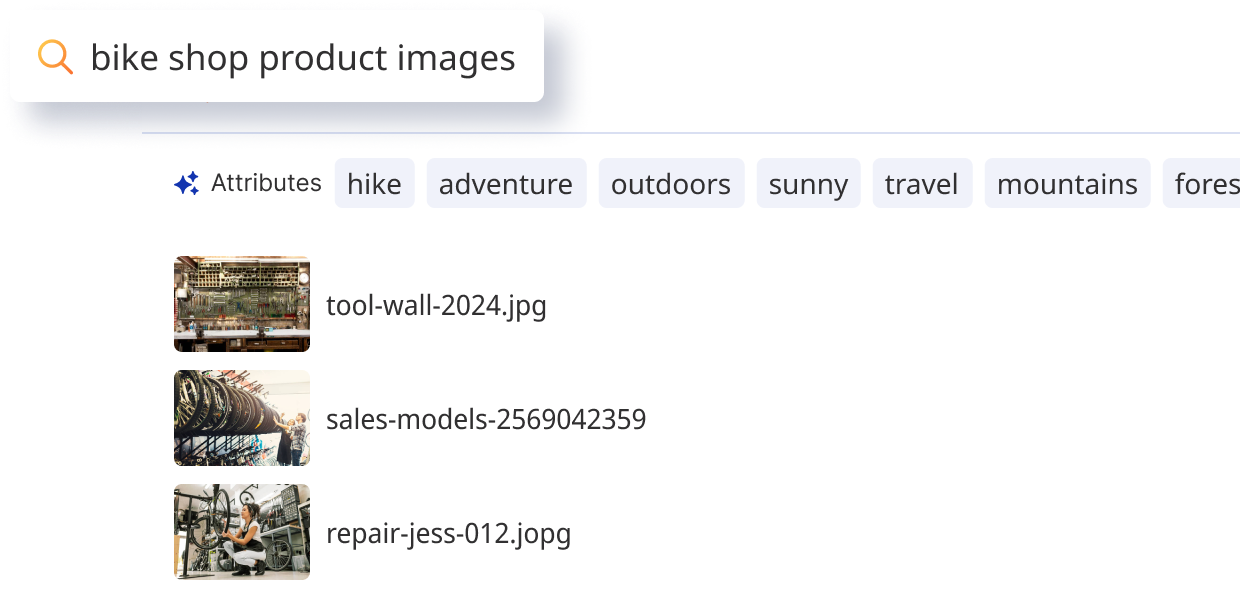 bike shop product images
Attributes hike adventure outdoors sunny travel mountains fores
tool-wall-2024.jpg
sales-models-2569042359
repair-jess-012.jopg